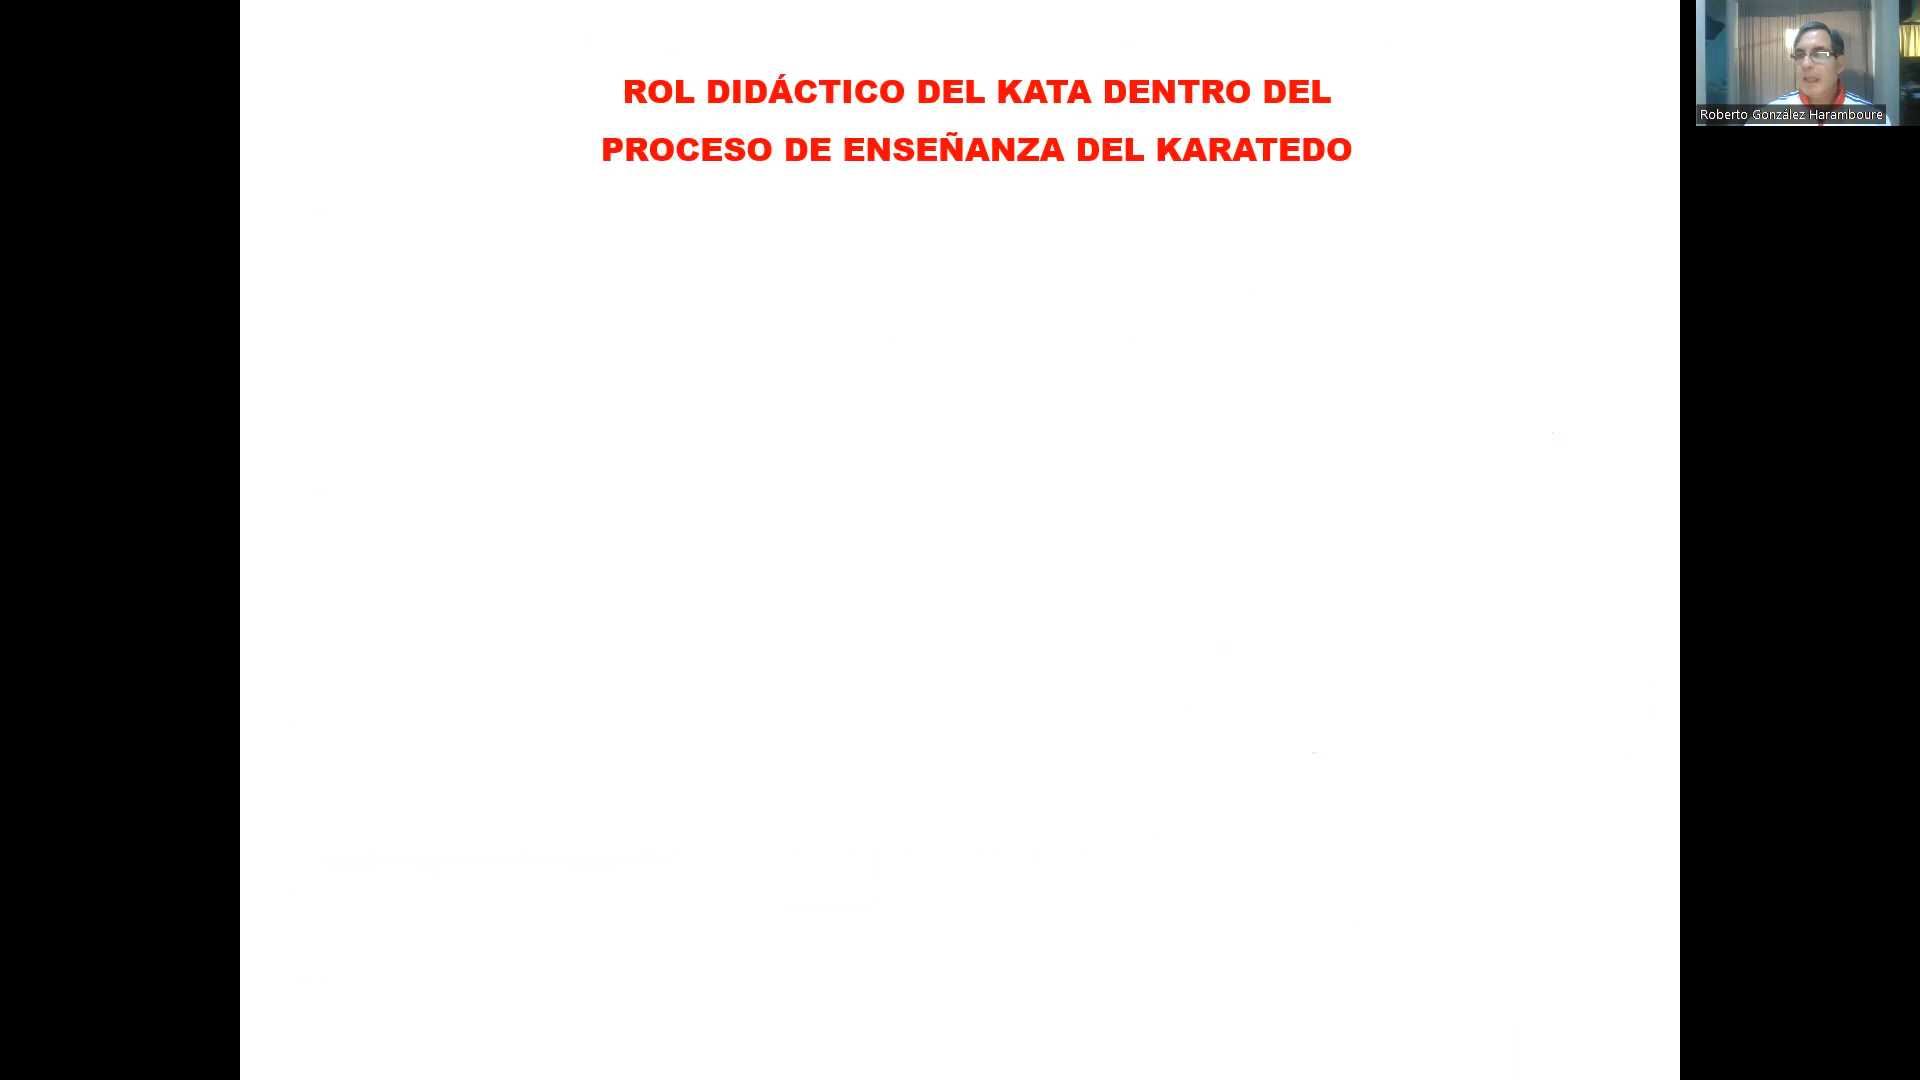 ROL DIDÁCTICO DEL KATA DENTRO DEL
PROCESO DE ENSEÑANZA DEL KARATEDO
Roberto González Haramboure